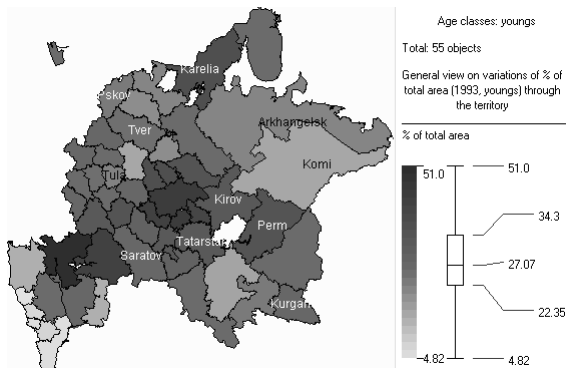 Age classes: youngs
Total: 55 objects
General view on variations of % of
total area (1993, youngs) through
the territory
% of total area
51.0
4.82
51.0
34.3
27.07
22.35
4.82
Karelia
Pskov
Arkhangelsk
Tver
Komi
Tula
Kirov
Perm
Tatarstan
Saratov
Kurgan